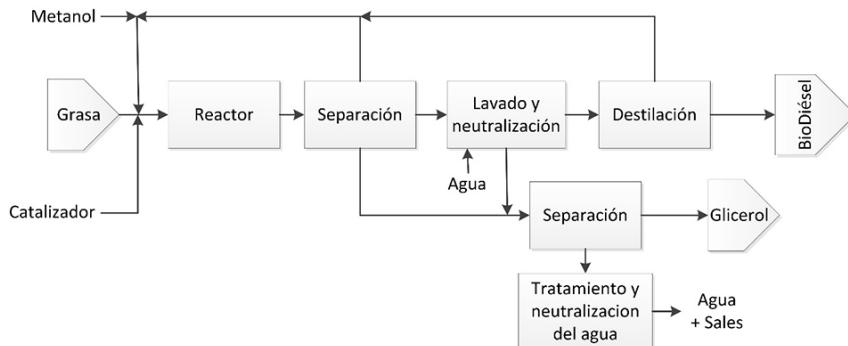 Metanol
Grasa
Reactor
Separación
Lavado y
neutralización
Destilación
BioDiésel
Agua
Catalizador
Separación
Glicerol
Tratamiento y
neutralizacion
del agua
Agua
+ Sales